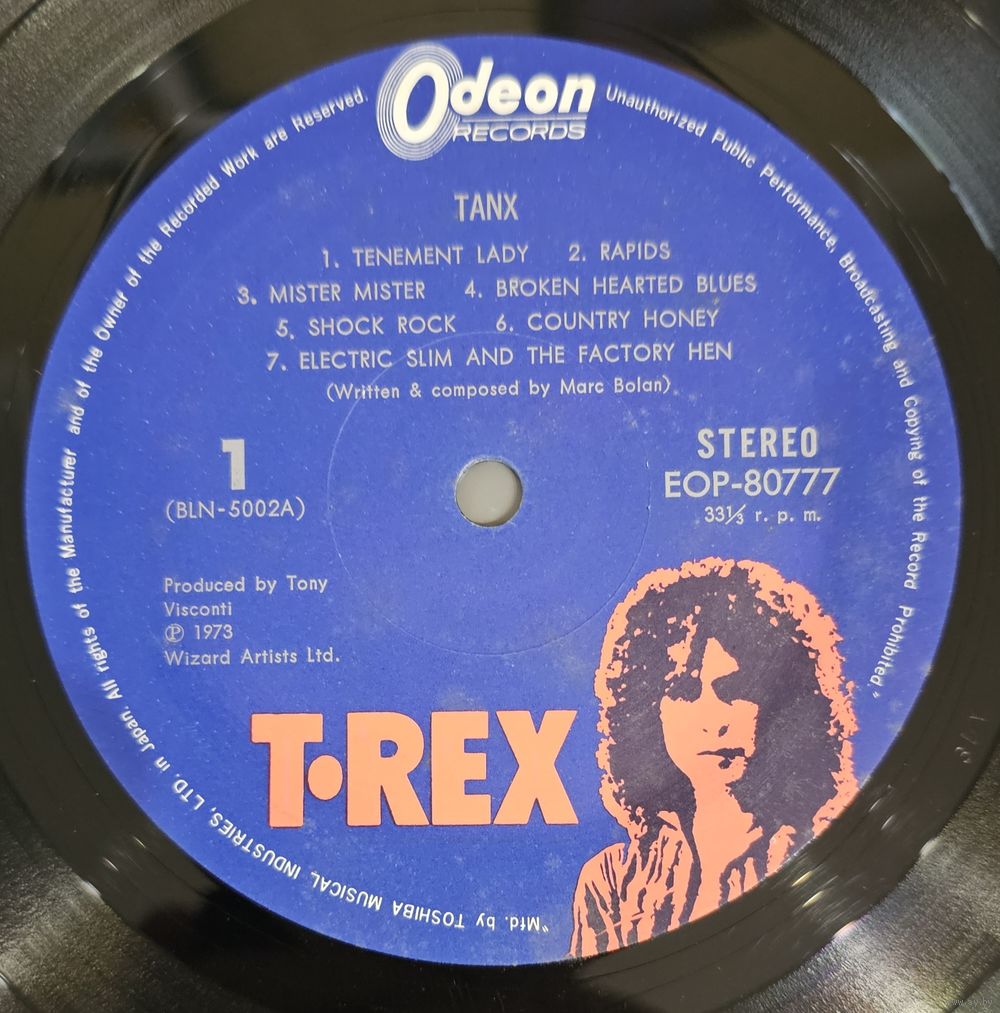 Odeon
RECORDS
TANX
1. TENEMENT LADY 2. RAPIDS
3. MISTER MISTER 4. BROKEN HEARTED BLUES
5. SHOCK ROCK 6. COUNTRY HONEY
7. ELECTRIC SLIM AND THE FACTORY HEN
(Written & composed by Marc Bolan)
1
(BLN-5002A)
STEREO
EOP-80777
33⅓ r. p. m.
Produced by Tony
Visconti
℗ 1973
Wizard Artists Ltd.
T•REX
"Mfd. by TOSHIBA MUSICAL INDUSTRIES, LTD, in Japan. All rights of the Manufacturer and of the Owner of the Recorded Work are Reserved. Unauthorized Public Performance, Broadcasting and Copying of the Record Prohibited."